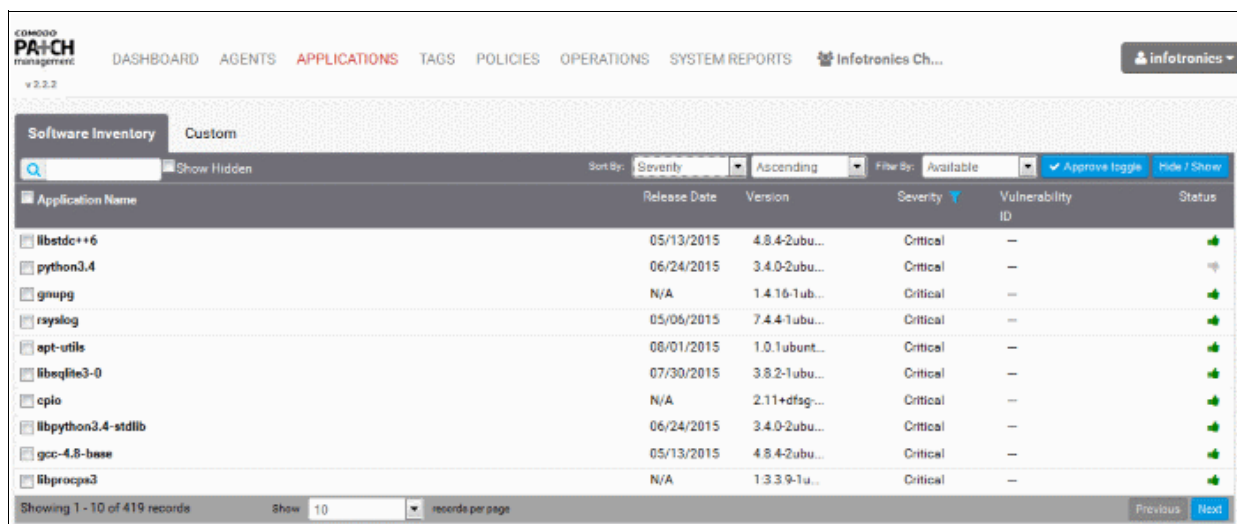 COMODO
PATCH
management
v 2.2.2
DASHBOARD AGENTS APPLICATIONS TAGS POLICIES OPERATIONS SYSTEM REPORTS Infotronics Ch... infotronics
Software Inventory Custom
Show Hidden Sort By: Severity Ascending Filter By: Available Approve toggle Hide / Show
Application Name Release Date Version Severity Vulnerability ID Status
libstdc++6 05/13/2015 4.8.4-2ubu... Critical —
python3.4 06/24/2015 3.4.0-2ubu... Critical —
gnupg N/A 1.4.16-1ub... Critical —
rsyslog 05/06/2015 7.4.4-1ubu... Critical —
apt-utils 08/01/2015 1.0.1ubunt... Critical —
libsqlite3-0 07/30/2015 3.8.2-1ubu... Critical —
cpio N/A 2.11+dfsg-... Critical —
libpython3.4-stdlib 06/24/2015 3.4.0-2ubu... Critical —
gcc-4.8-base 05/13/2015 4.8.4-2ubu... Critical —
libprocps3 N/A 1:3.3.9-1u... Critical —
Showing 1 - 10 of 419 records Show 10 records per page Previous Next